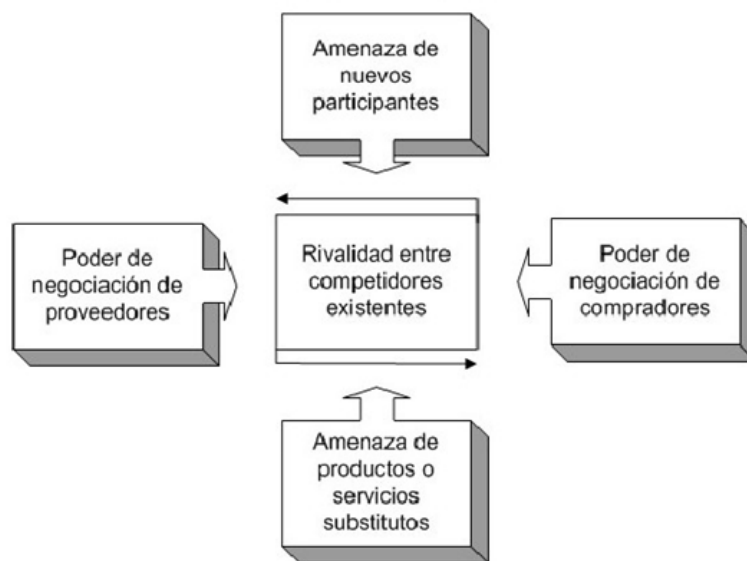 Amenaza de
nuevos
participantes
Poder de
negociación de
proveedores
Rivalidad entre
competidores
existentes
Poder de
negociación de
compradores
Amenaza de
productos o
servicios
substitutos